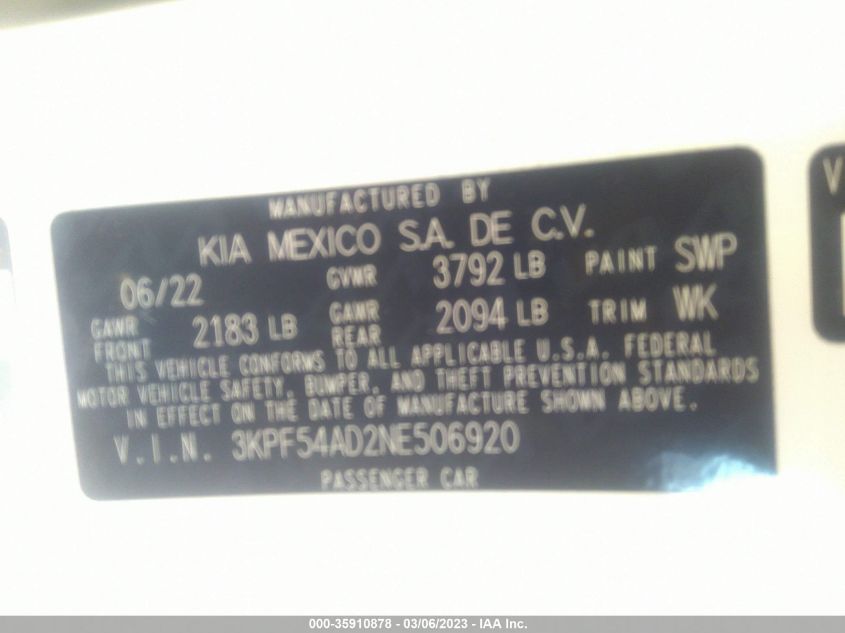 MANUFACTURED BY
KIA MEXICO S.A. DE C.V.
06/22 GVWR 3792 LB PAINT SWP
GAWR FRONT 2183 LB GAWR REAR 2094 LB TRIM WK
THIS VEHICLE CONFORMS TO ALL APPLICABLE U.S.A. FEDERAL
MOTOR VEHICLE SAFETY, BUMPER, AND THEFT PREVENTION STANDARDS
IN EFFECT ON THE DATE OF MANUFACTURE SHOWN ABOVE.
V.I.N. 3KPF54AD2NE506920
PASSENGER CAR
V
000-35910878 - 03/06/2023 - IAA Inc.